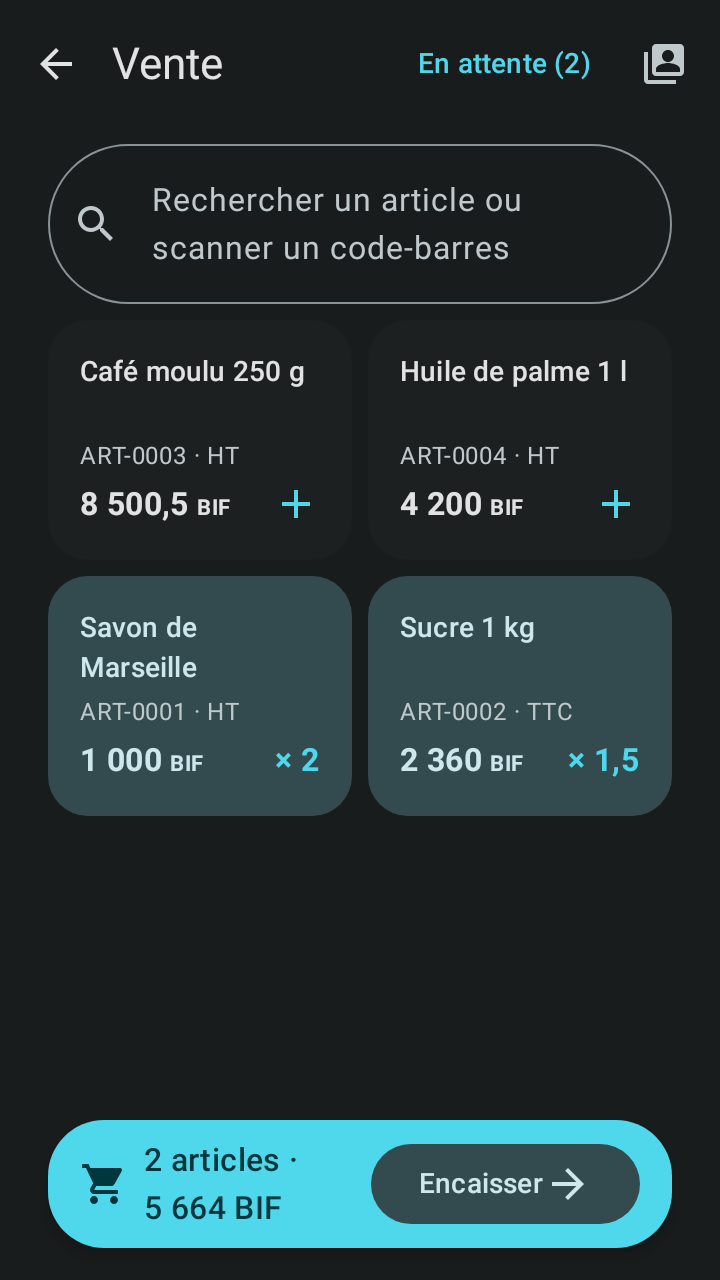 Vente
En attente (2)
Rechercher un article ou
scanner un code-barres
Café moulu 250 g
ART-0003 · HT
8 500,5 BIF
Huile de palme 1 l
ART-0004 · HT
4 200 BIF
Savon de
Marseille
ART-0001 · HT
1 000 BIF × 2
Sucre 1 kg
ART-0002 · TTC
2 360 BIF × 1,5
2 articles ·
5 664 BIF
Encaisser